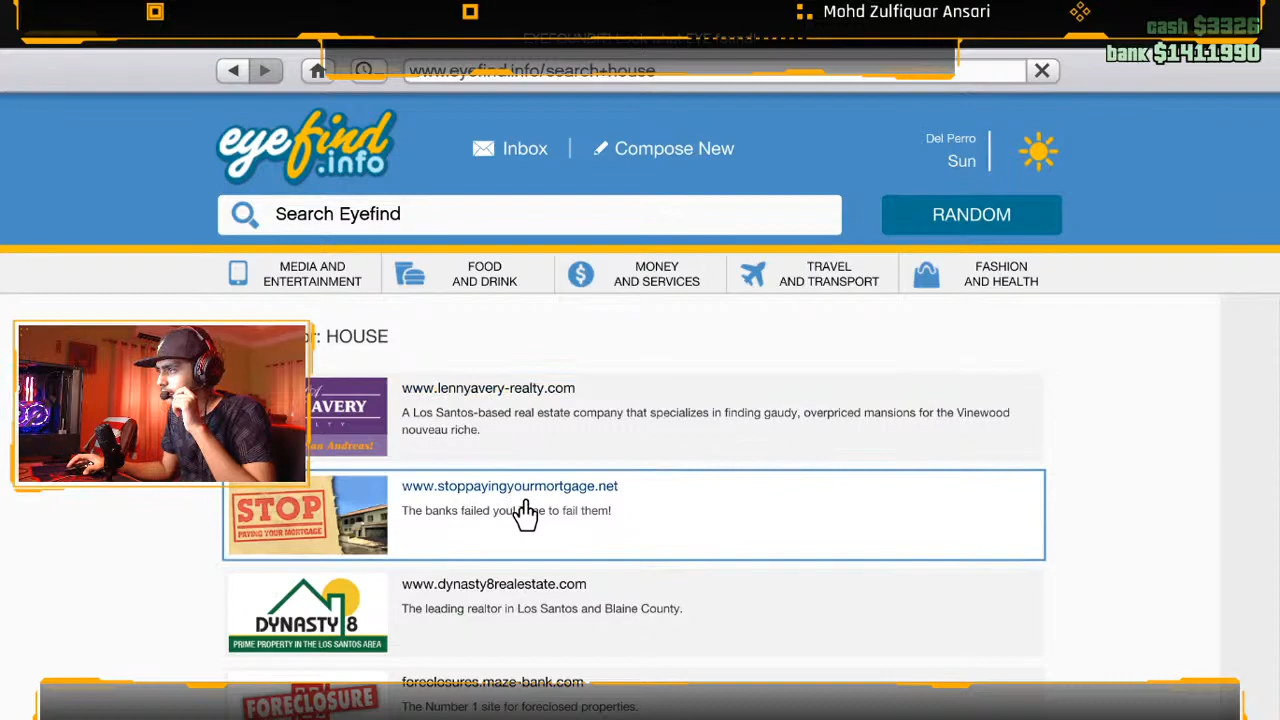 Mohd Zulfiquar Ansari
cash $3326
bank $1411990
www.eyefind.info/search+house
eyefind
.info
Inbox
Compose New
Del Perro
Sun
Search Eyefind
RANDOM
MEDIA AND
ENTERTAINMENT
FOOD
AND DRINK
MONEY
AND SERVICES
TRAVEL
AND TRANSPORT
FASHION
AND HEALTH
: HOUSE
AVERY
www.lennyavery-realty.com
A Los Santos-based real estate company that specializes in finding gaudy, overpriced mansions for the Vinewood
nouveau riche.
STOP
PAYING YOUR MORTGAGE
www.stoppayingyourmortgage.net
The banks failed to fail them!
DYNASTY 8
PRIME PROPERTY IN THE LOS SANTOS AREA
www.dynasty8realestate.com
The leading realtor in Los Santos and Blaine County.
FORECLOSURE
foreclosures.maze-bank.com
The Number 1 site for foreclosed properties.